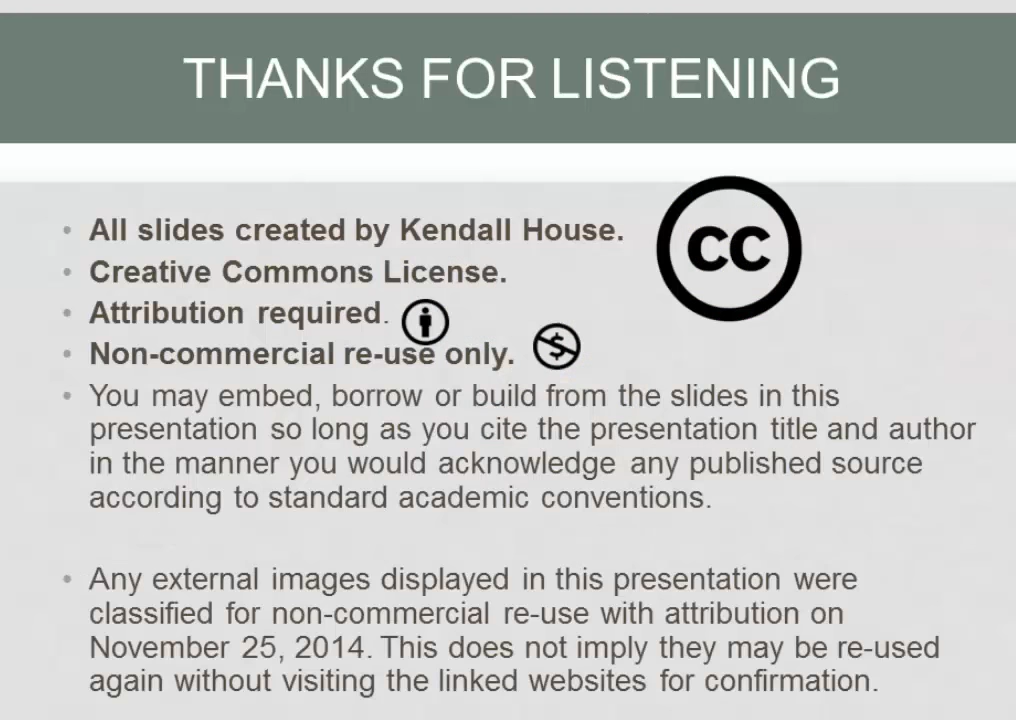 THANKS FOR LISTENING
• All slides created by Kendall House.
• Creative Commons License.
• Attribution required.
• Non-commercial re-use only.
• You may embed, borrow or build from the slides in this
presentation so long as you cite the presentation title and author
in the manner you would acknowledge any published source
according to standard academic conventions.
• Any external images displayed in this presentation were
classified for non-commercial re-use with attribution on
November 25, 2014. This does not imply they may be re-used
again without visiting the linked websites for confirmation.
cc
$